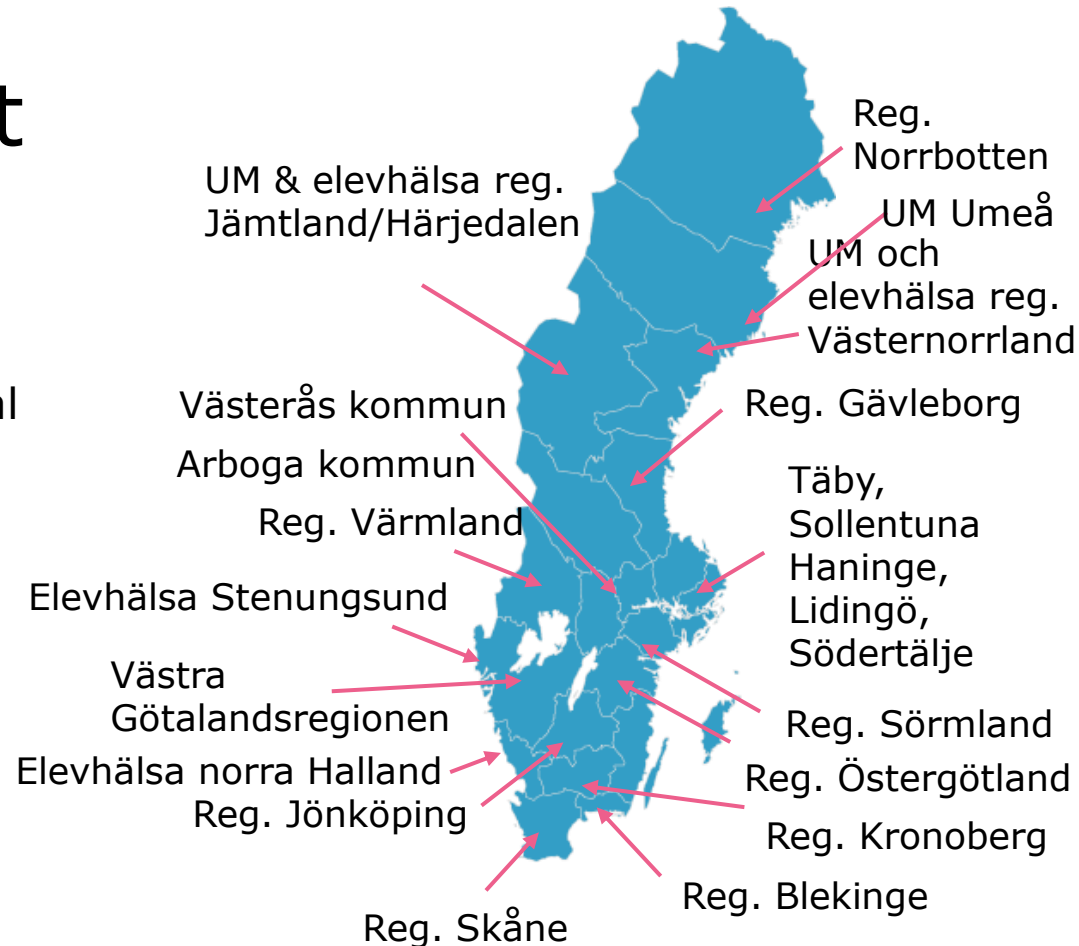 t
Reg.
Norrbotten
UM & elevhälsa reg.
Jämtland/Härjedalen
UM Umeå
UM och
elevhälsa reg.
Västernorrland
al
Västerås kommun
Reg. Gävleborg
Arboga kommun
Täby,
Sollentuna
Haninge,
Lidingö,
Södertälje
Reg. Värmland
Elevhälsa Stenungsund
Västra
Götalandsregionen
Reg. Sörmland
Elevhälsa norra Halland
Reg. Östergötland
Reg. Jönköping
Reg. Kronoberg
Reg. Blekinge
Reg. Skåne